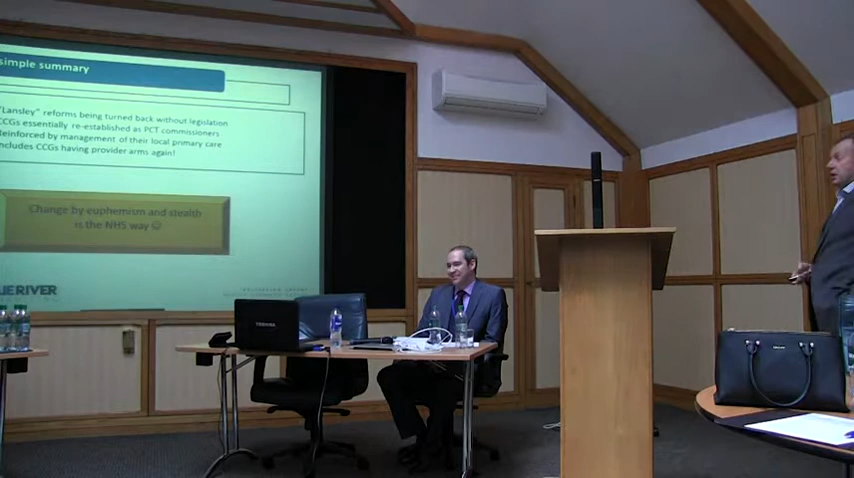 simple summary
"Lansley" reforms being turned back without legislation
CCGs essentially re-established as PCT commissioners
Reinforced by management of their local primary care
ncludes CCGs having provider arms again!
Change by euphemism and stealth
is the NHS way ☺
UE RIVER
TOSHIBA